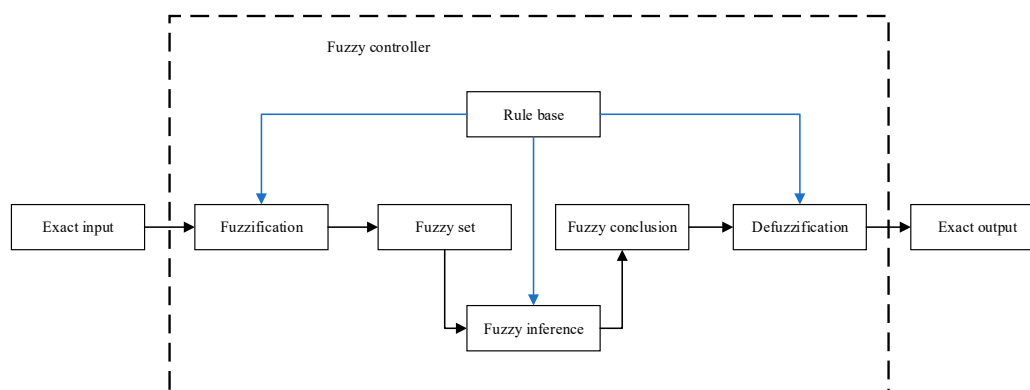 Fuzzy controller
Rule base
Exact input
Fuzzification
Fuzzy set
Fuzzy conclusion
Defuzzification
Exact output
Fuzzy inference